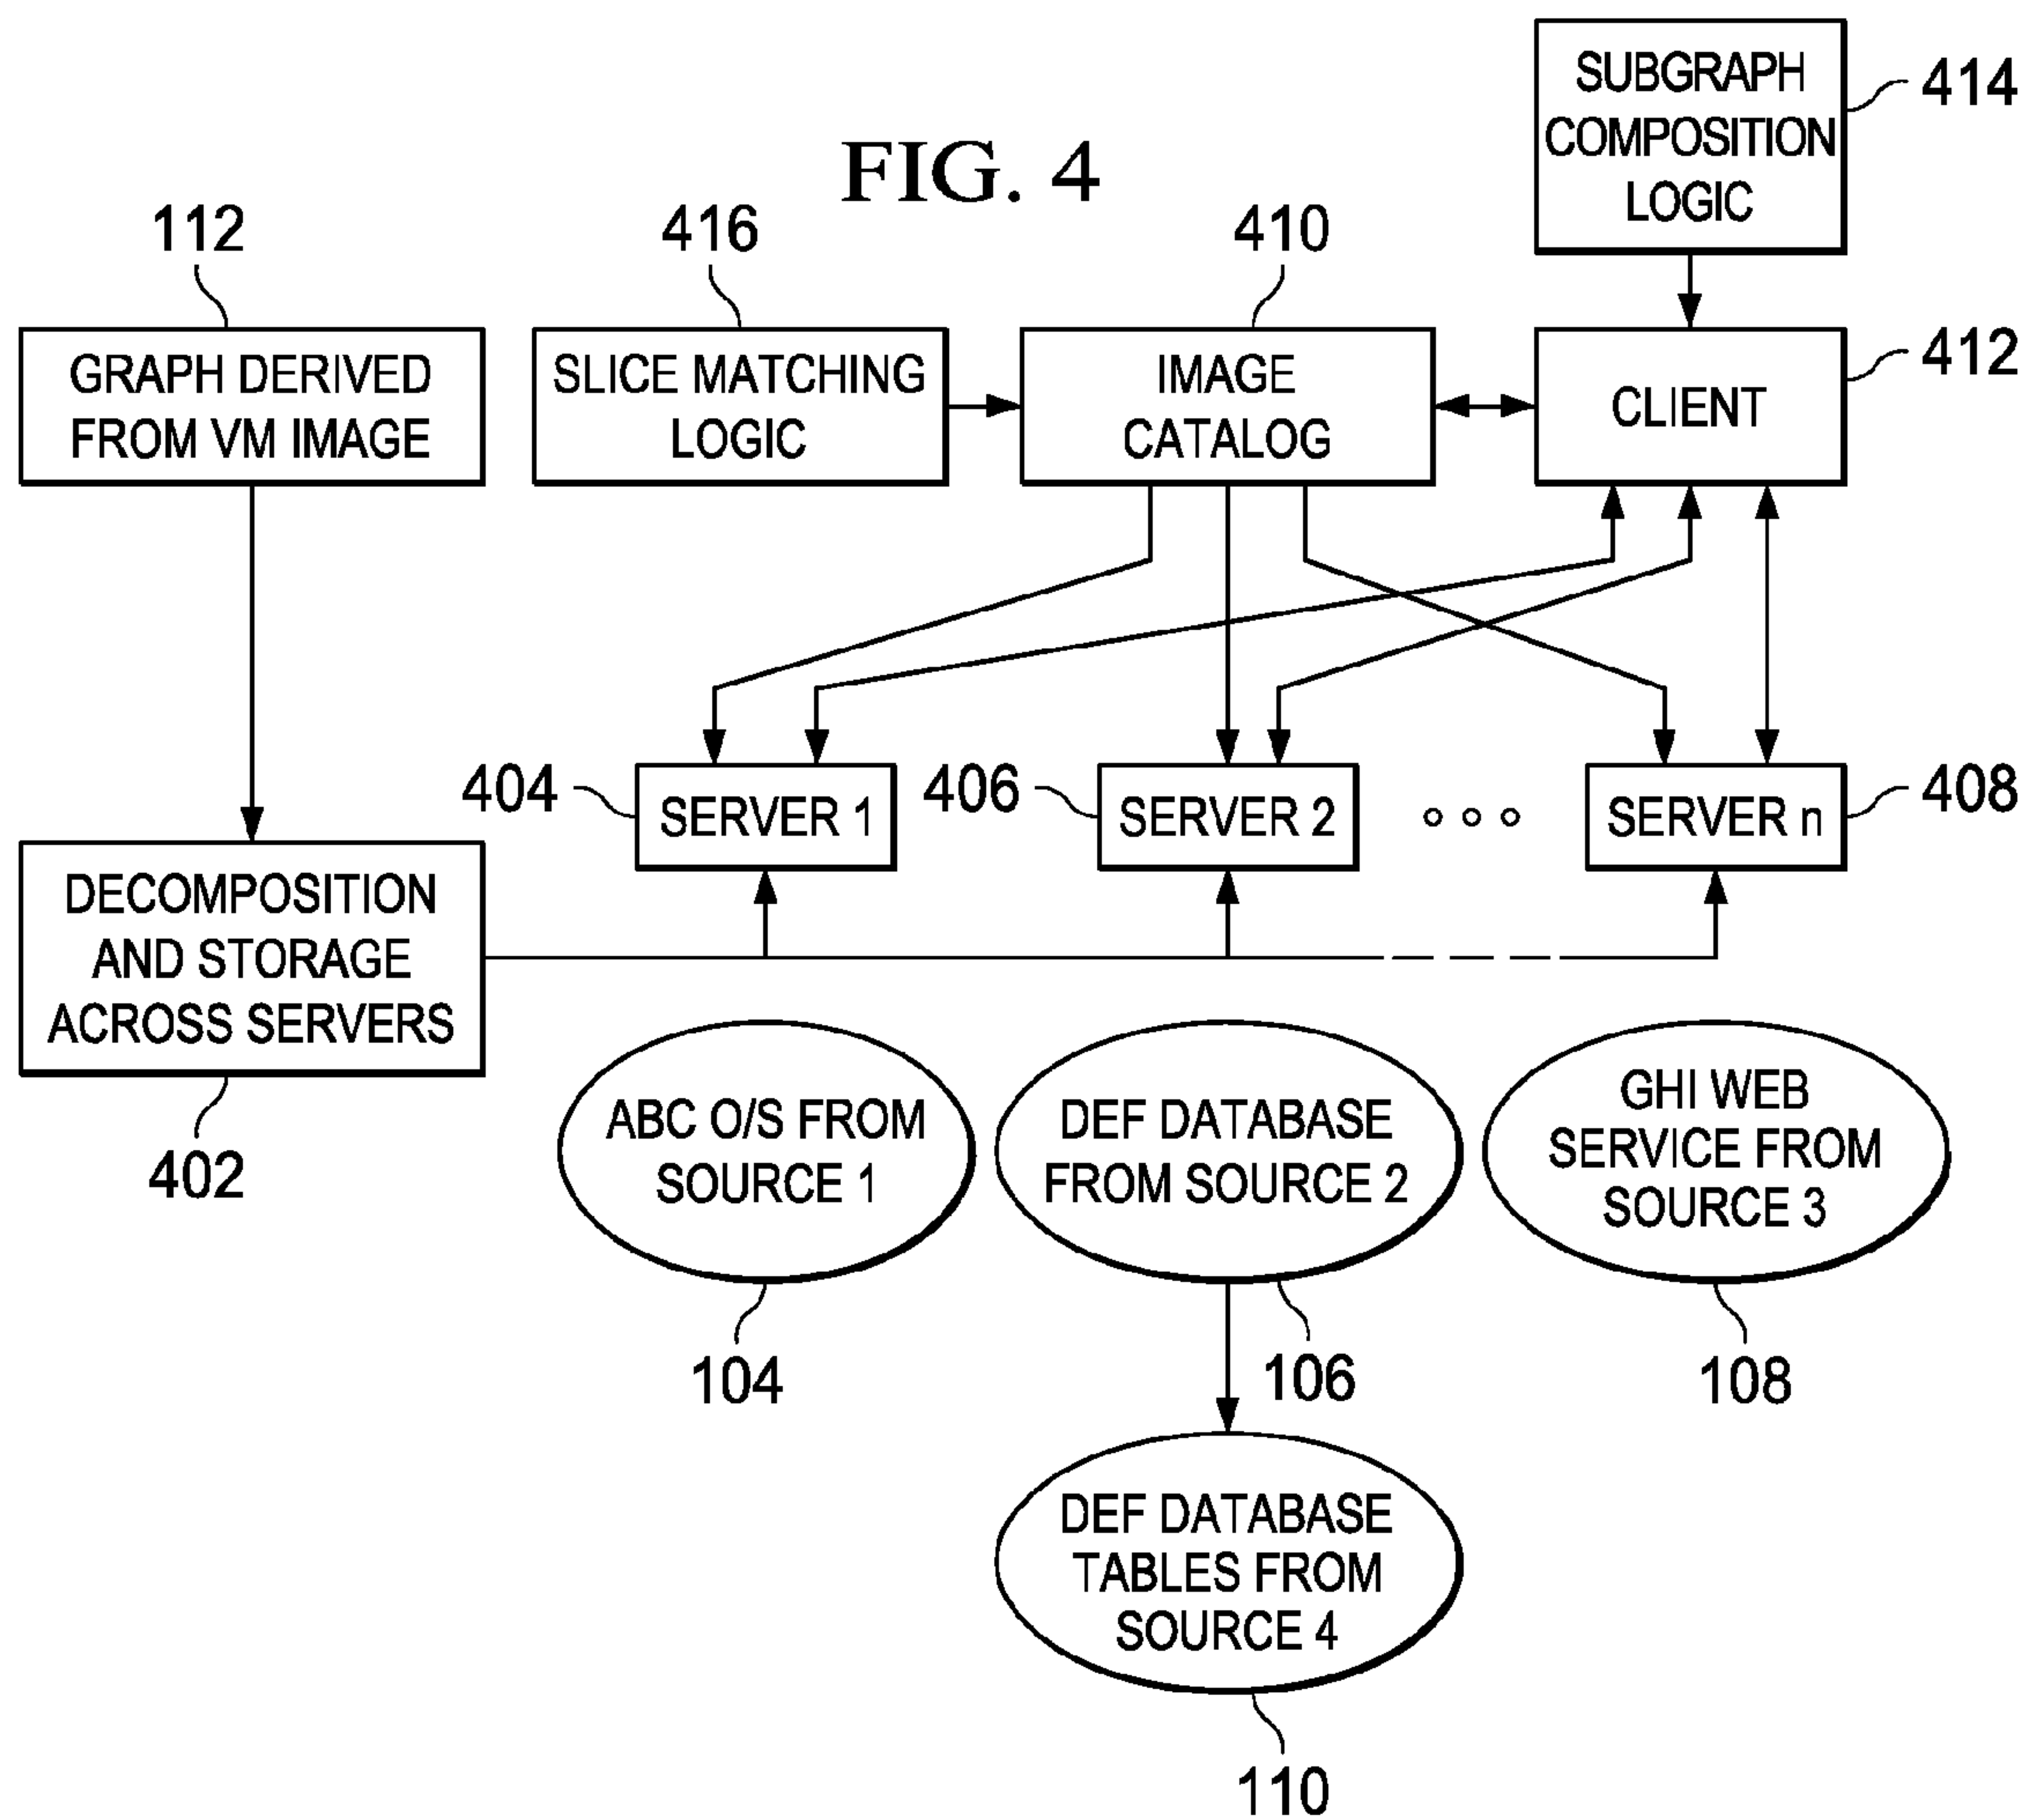 SUBGRAPH
COMPOSITION
LOGIC
414
FIG. 4
112
416
410
GRAPH DERIVED
FROM VM IMAGE
SLICE MATCHING
LOGIC
IMAGE
CATALOG
CLIENT
412
404
SERVER 1
406
SERVER 2
SERVER n
408
DECOMPOSITION
AND STORAGE
ACROSS SERVERS
402
ABC O/S FROM
SOURCE 1
104
DEF DATABASE
FROM SOURCE 2
106
GHI WEB
SERVICE FROM
SOURCE 3
108
DEF DATABASE
TABLES FROM
SOURCE 4
110